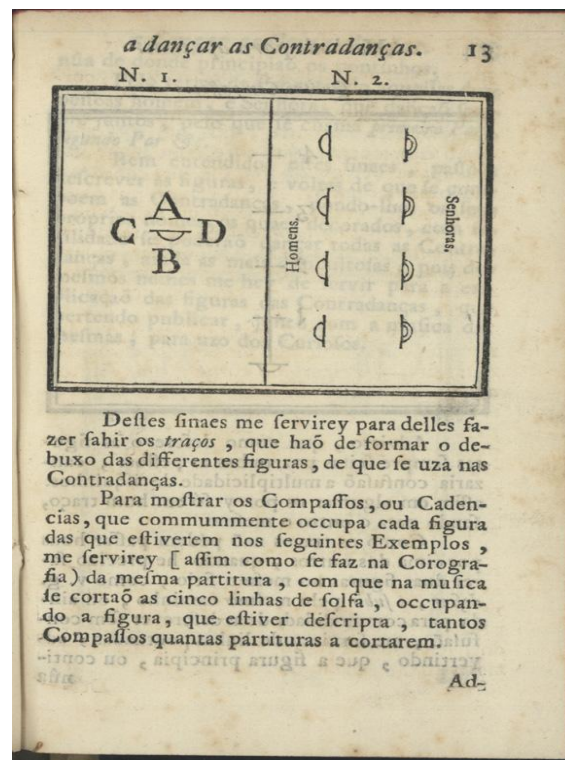 a dançar as Contradanças. 13
N. 1. N. 2.
A
C D
B
Homens,
Senhoras,
Deſtes ſinaes me ſervirey para delles fa-
zer ſahir os traços , que haõ de formar o de-
buxo das differentes figuras, de que ſe uza nas
Contradanças.
Para moſtrar os Compaſſos, ou Caden-
cias, que commummente occupa cada figura
das que eſtiverem nos ſeguintes Exemplos ,
me ſervirey [ aſſim como ſe faz na Corogra-
fia ) da meſma partitura , com que na muſica
ſe cortaõ as cinco linhas de ſolfa , occupan-
do a figura, que eſtiver deſcripta , tantos
Compaſſos quantas partituras a cortarem.
Ad-